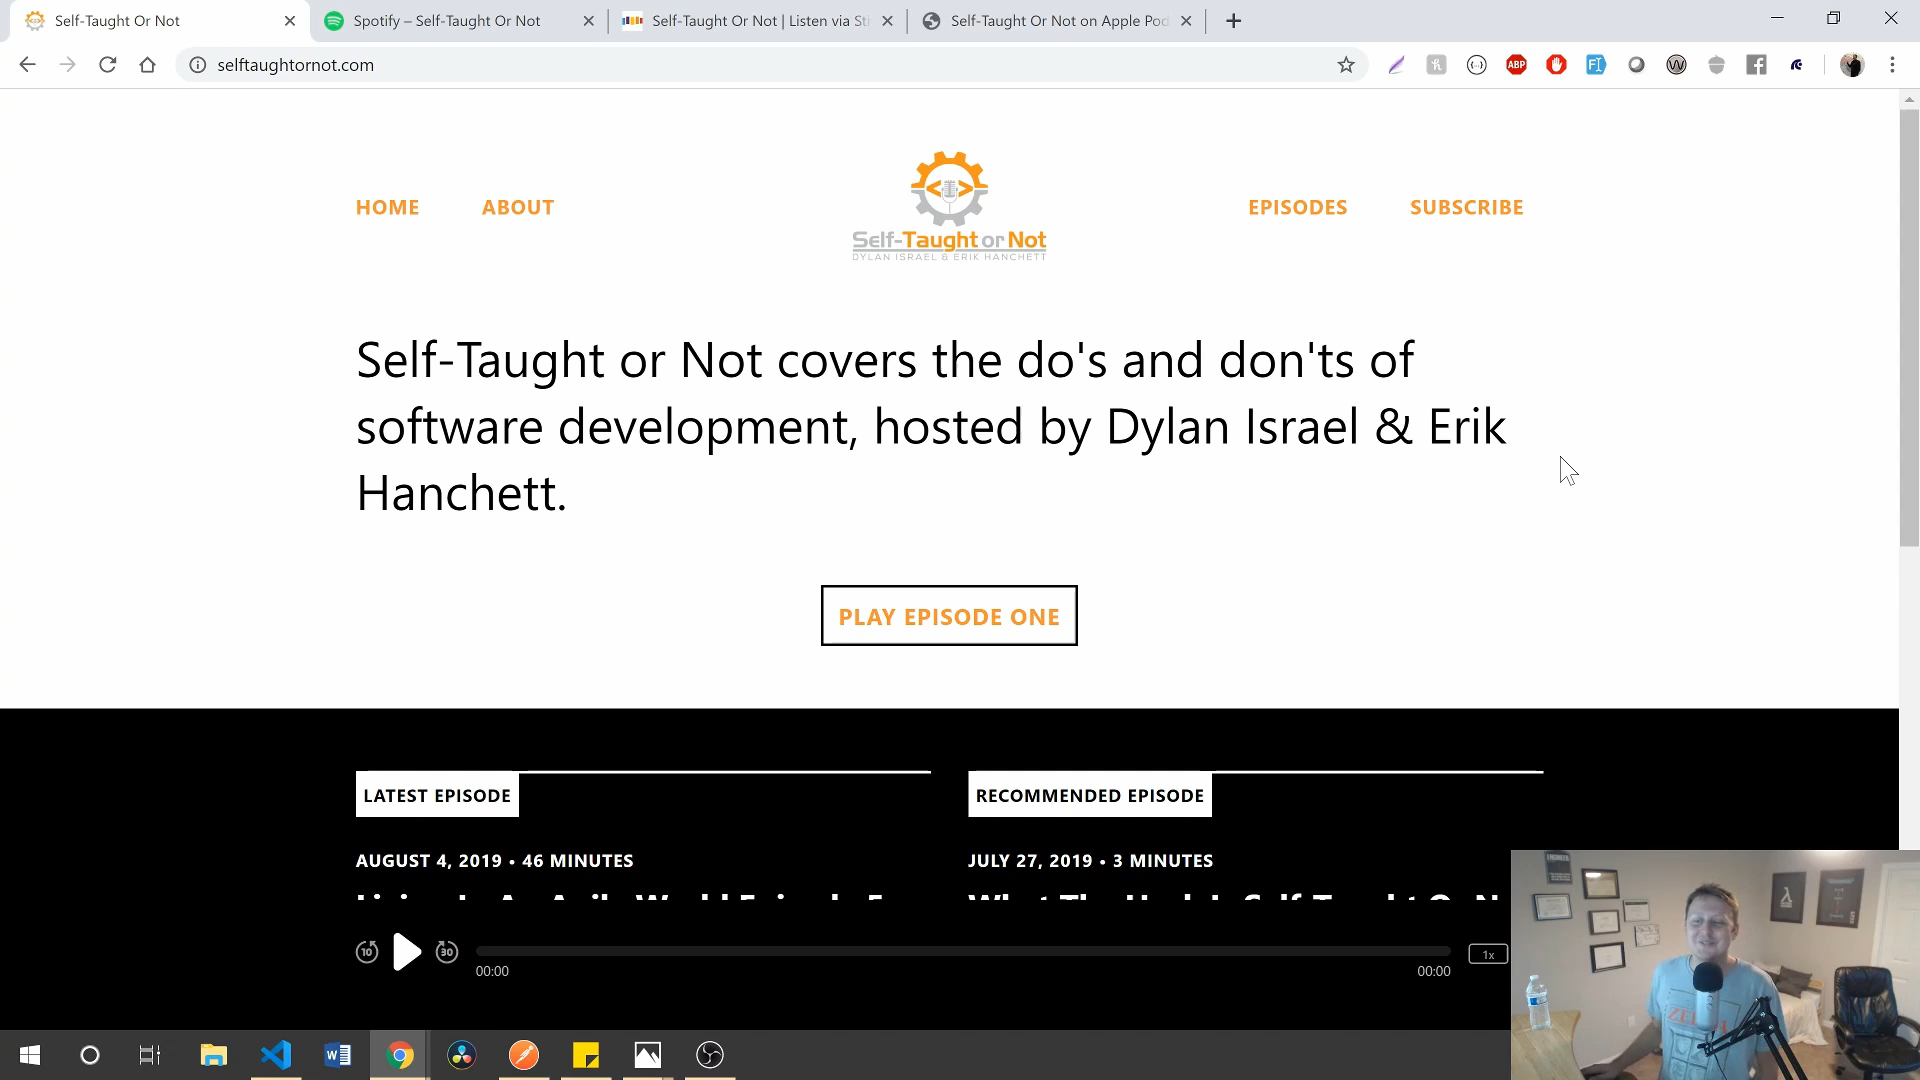 Self-Taught Or Not
Spotify – Self-Taught Or Not
Self-Taught Or Not | Listen via Sti
Self-Taught Or Not on Apple Pod
selftaughtornot.com
ABP
HOME
ABOUT
Self-Taught or Not
DYLAN ISRAEL & ERIK HANCHETT
EPISODES
SUBSCRIBE
Self-Taught or Not covers the do's and don'ts of
software development, hosted by Dylan Israel & Erik
Hanchett.
PLAY EPISODE ONE
LATEST EPISODE
RECOMMENDED EPISODE
AUGUST 4, 2019 • 46 MINUTES
JULY 27, 2019 • 3 MINUTES
10
30
00:00
00:00
1x